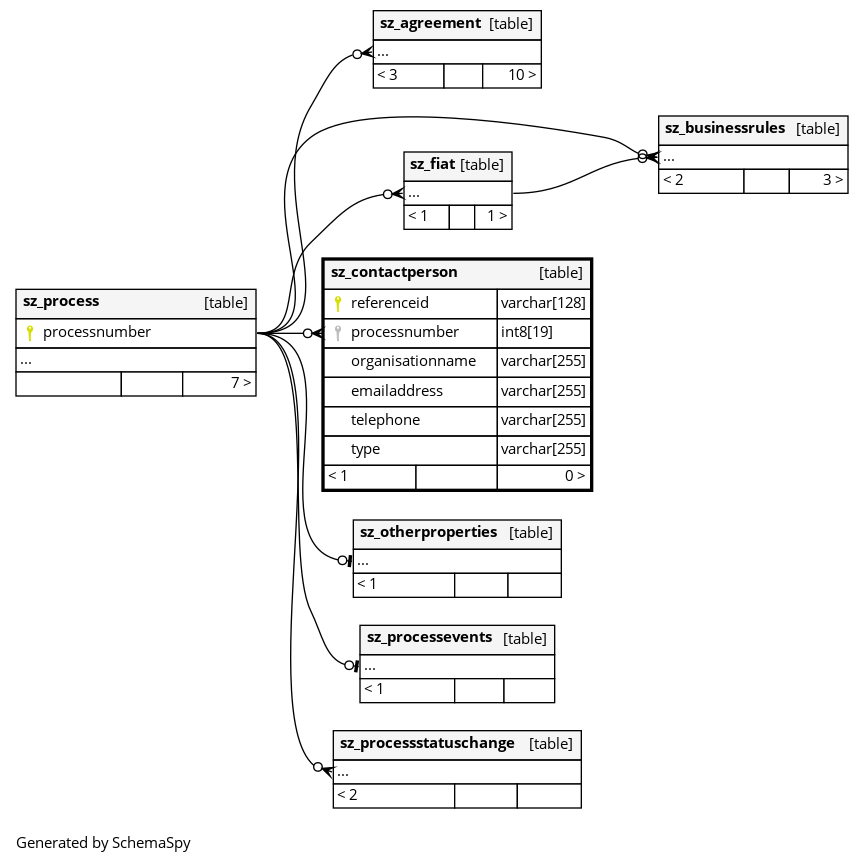 sz_agreement [table]
...
< 3 10 >
sz_businessrules [table]
...
< 2 3 >
sz_fiat [table]
...
< 1 1 >
sz_contactperson [table]
referenceid varchar[128]
processnumber int8[19]
organisationname varchar[255]
emailaddress varchar[255]
telephone varchar[255]
type varchar[255]
< 1 0 >
sz_process [table]
processnumber
...
7 >
sz_otherproperties [table]
...
< 1
sz_processevents [table]
...
< 1
sz_processstatuschange [table]
...
< 2
Generated by SchemaSpy